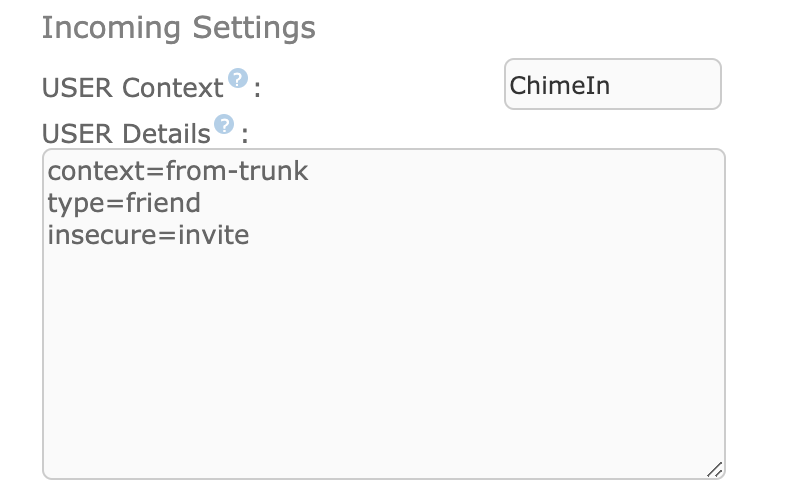 Incoming Settings
USER Context ? : ChimeIn
USER Details ? :
context=from-trunk
type=friend
insecure=invite